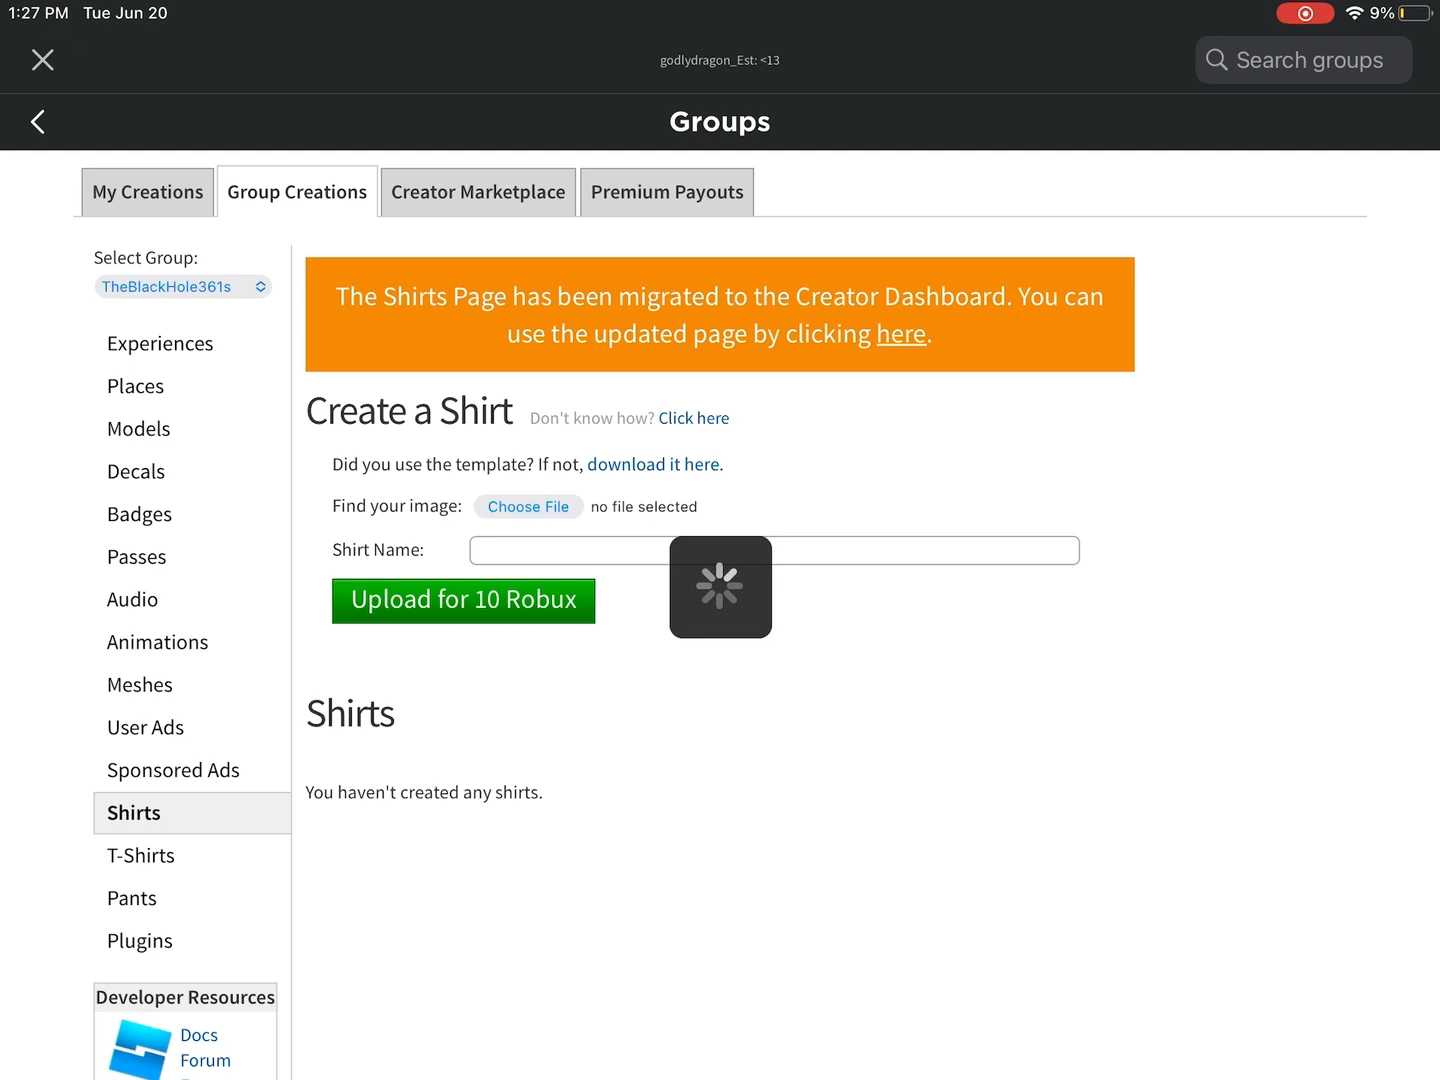 1:27 PM Tue Jun 20
9%
godlydragon_Est: <13
Search groups
Groups
My Creations
Group Creations
Creator Marketplace
Premium Payouts
Select Group:
TheBlackHole361s
Experiences
Places
Models
Decals
Badges
Passes
Audio
Animations
Meshes
User Ads
Sponsored Ads
Shirts
T-Shirts
Pants
Plugins
Developer Resources
Docs
Forum
The Shirts Page has been migrated to the Creator Dashboard. You can
use the updated page by clicking here.
Create a Shirt Don't know how? Click here
Did you use the template? If not, download it here.
Find your image: Choose File no file selected
Shirt Name:
Upload for 10 Robux
Shirts
You haven't created any shirts.